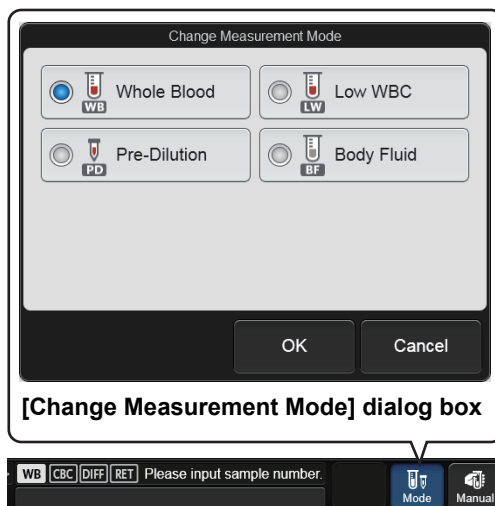 Change Measurement Mode
WB Whole Blood
LW Low WBC
PD Pre-Dilution
BF Body Fluid
OK Cancel
[Change Measurement Mode] dialog box
WB CBC DIFF RET Please input sample number. Mode Manual